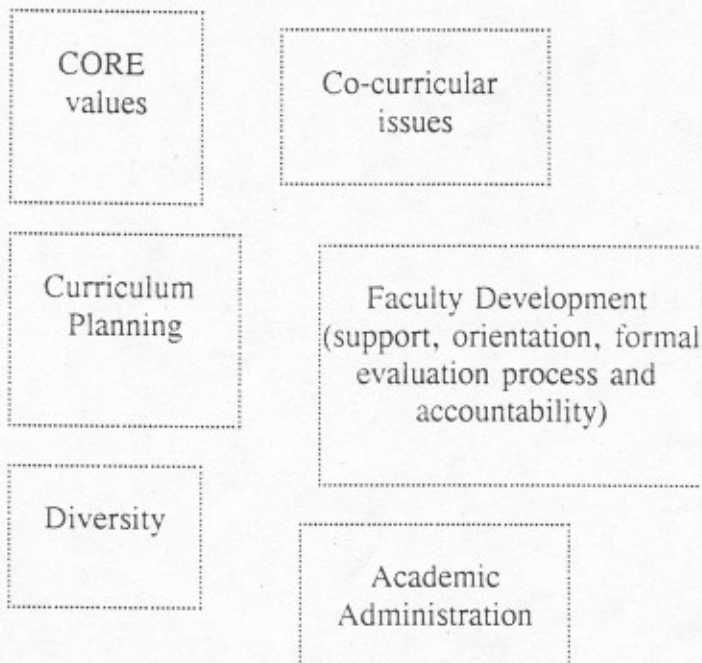 CORE
values
Co-curricular
issues
Curriculum
Planning
Faculty Development
(support, orientation, formal
evaluation process and
accountability)
Diversity
Academic
Administration